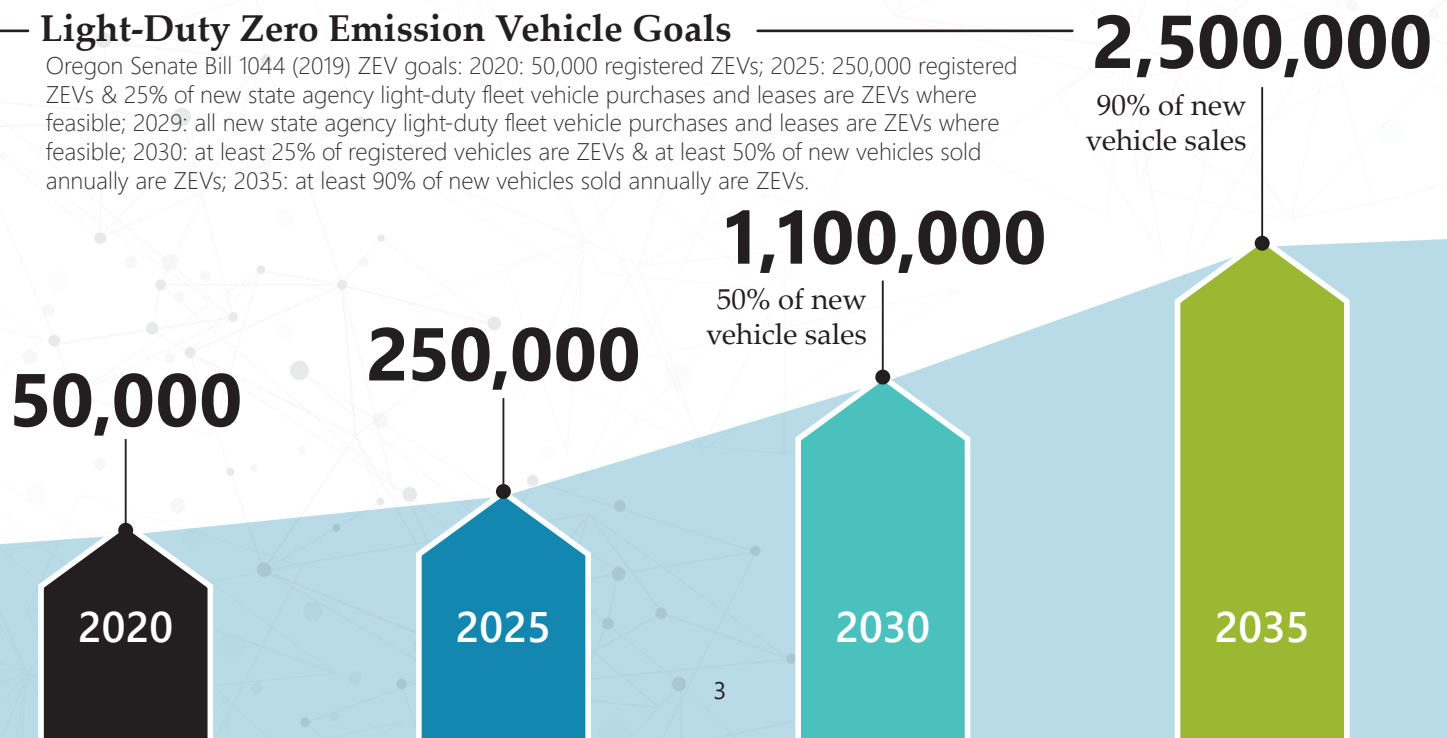 Light-Duty Zero Emission Vehicle Goals
Oregon Senate Bill 1044 (2019) ZEV goals: 2020: 50,000 registered ZEVs; 2025: 250,000 registered
ZEVs & 25% of new state agency light-duty fleet vehicle purchases and leases are ZEVs where
feasible; 2029: all new state agency light-duty fleet vehicle purchases and leases are ZEVs where
feasible; 2030: at least 25% of registered vehicles are ZEVs & at least 50% of new vehicles sold
annually are ZEVs; 2035: at least 90% of new vehicles sold annually are ZEVs.
2,500,000
90% of new
vehicle sales
1,100,000
50% of new
vehicle sales
250,000
50,000
2020
2025
2030
2035
3